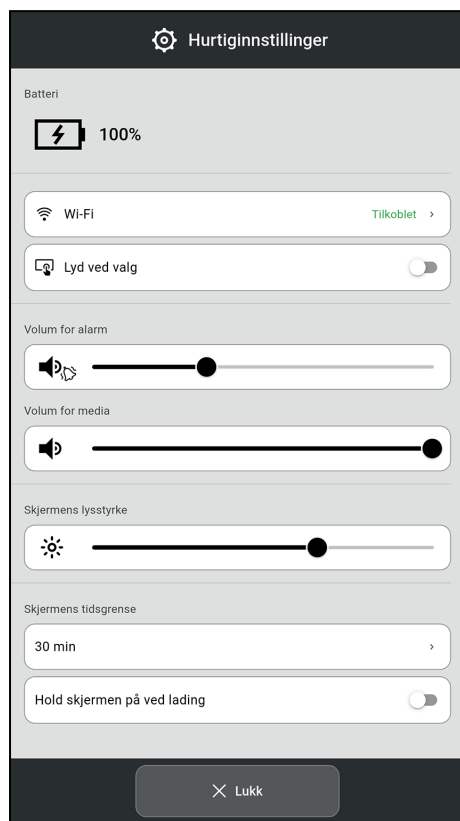 Hurtiginnstillinger
Batteri
100%
Wi-Fi Tilkoblet
Lyd ved valg
Volum for alarm
Volum for media
Skjermens lysstyrke
Skjermens tidsgrense
30 min
Hold skjermen på ved lading
Lukk